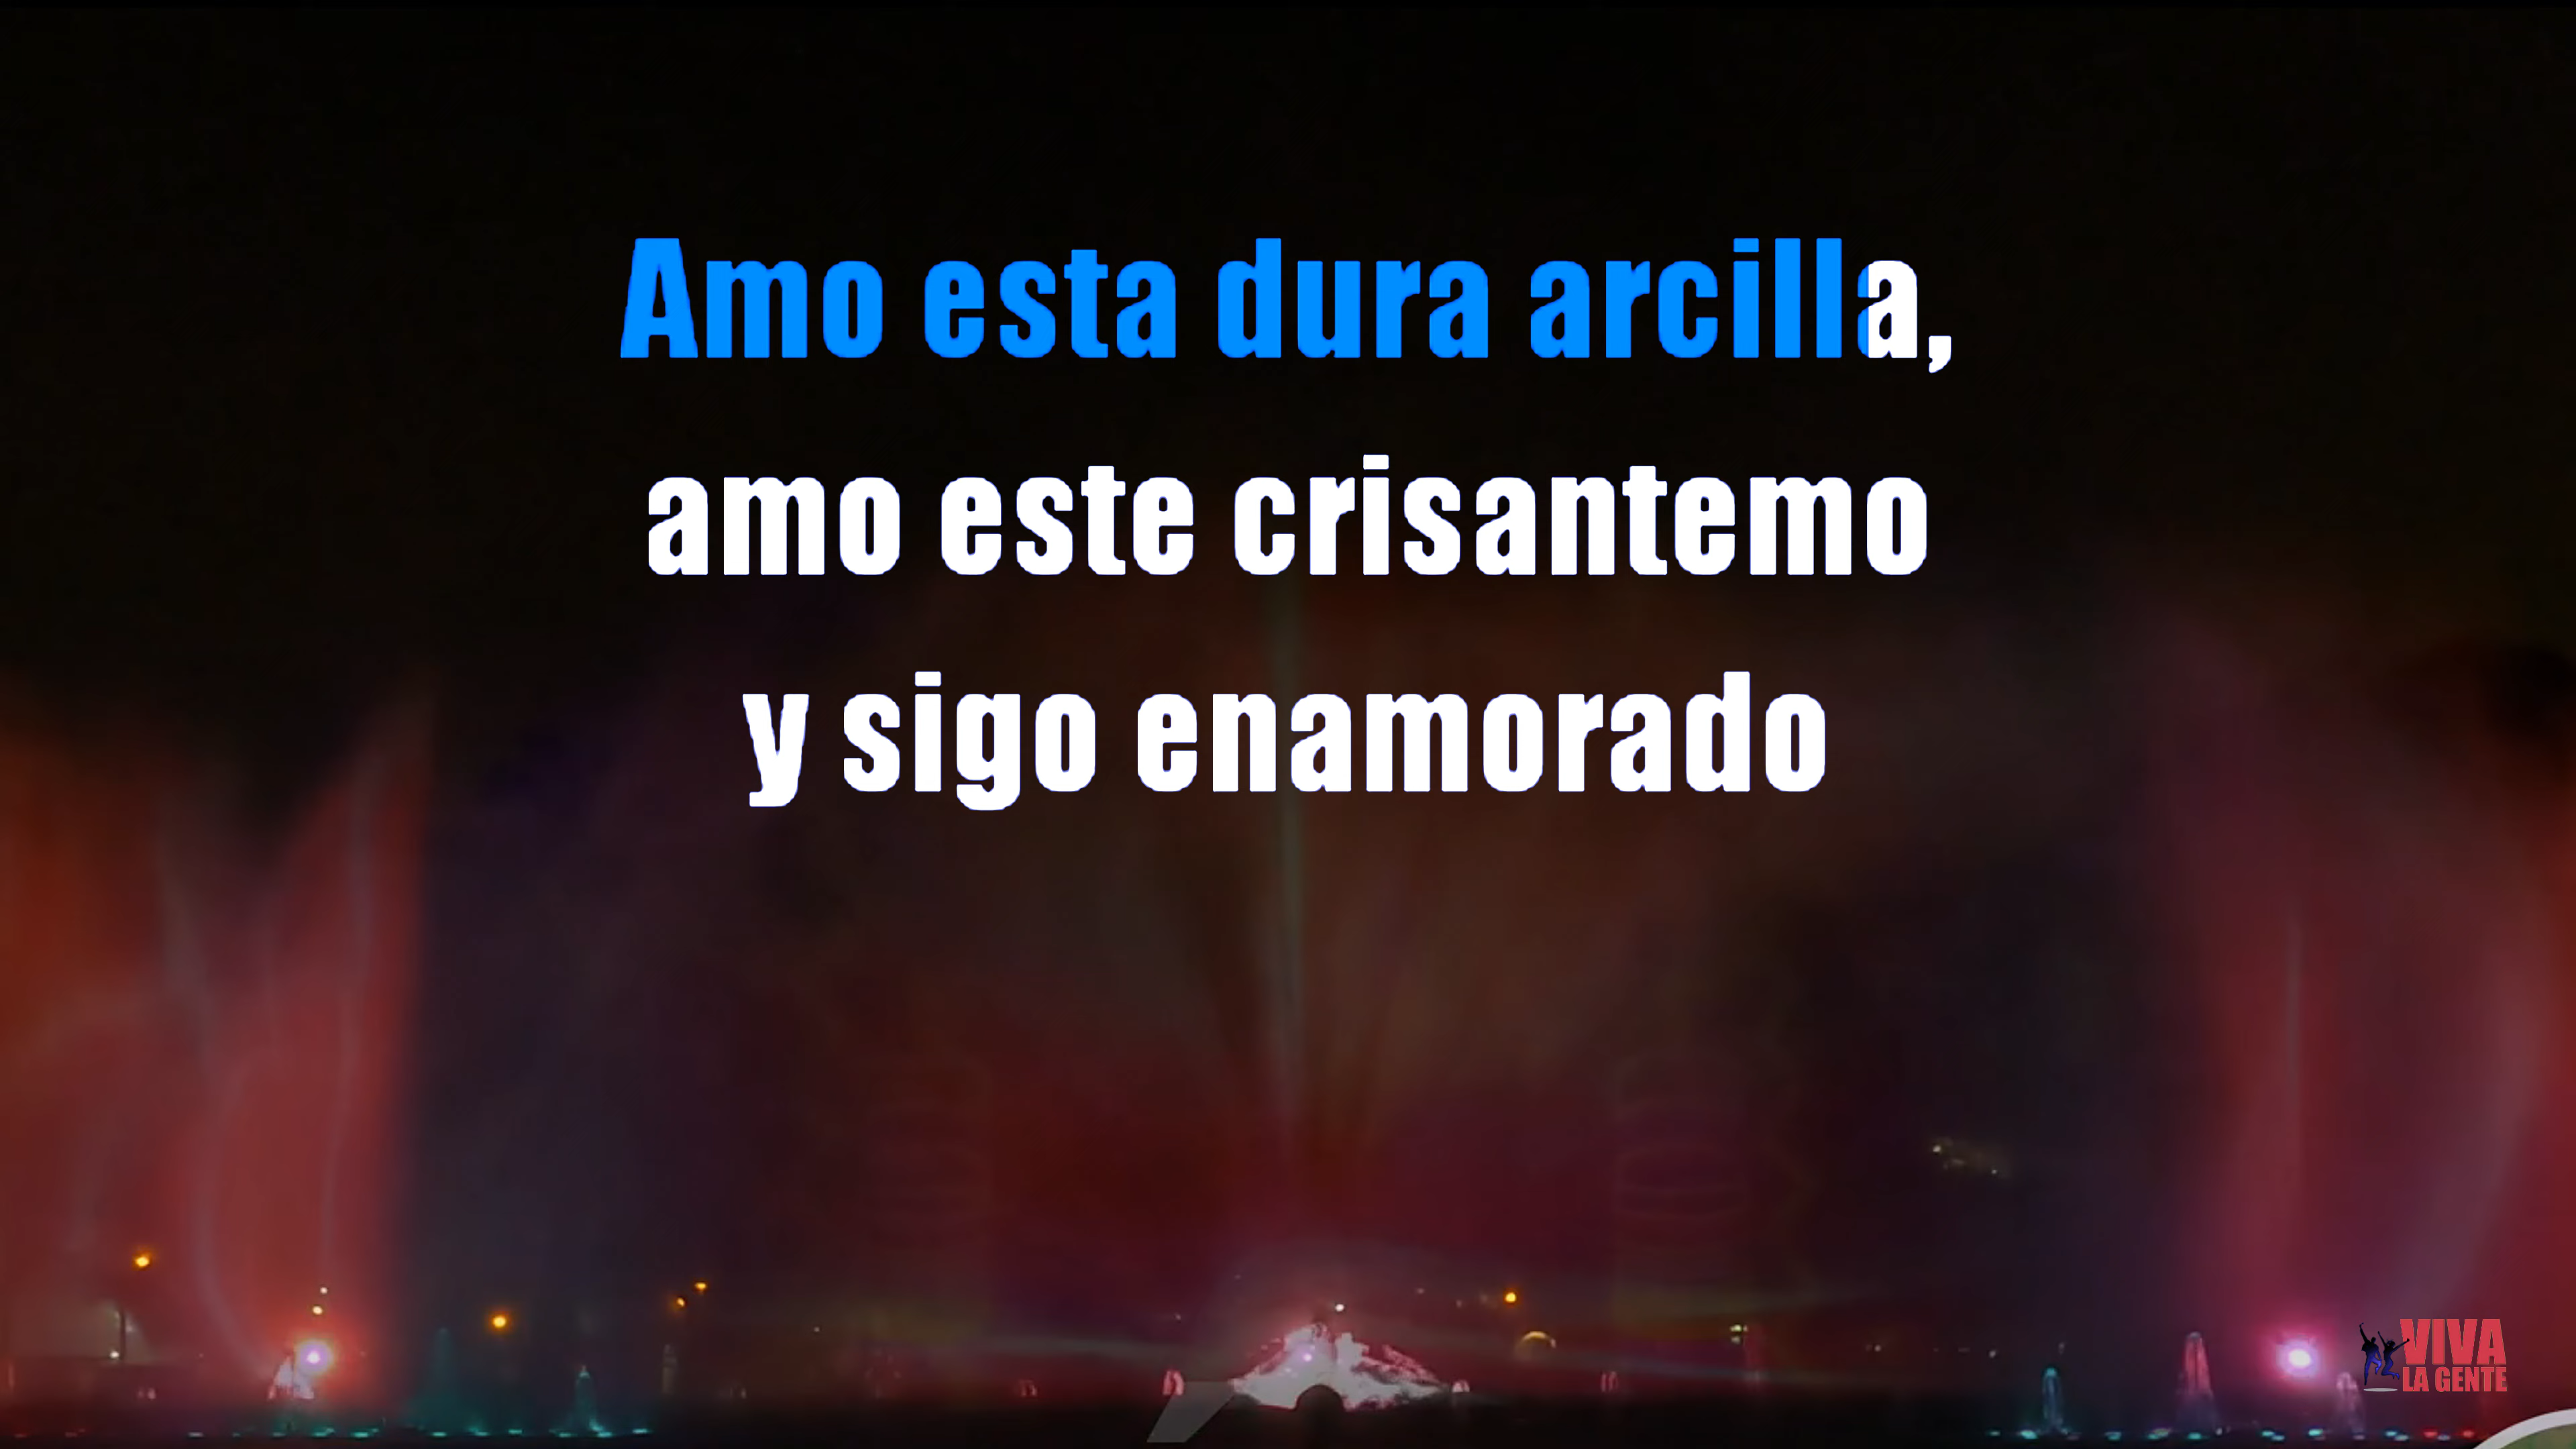 Amo esta dura arcilla,
amo este crisantemo
y sigo enamorado
VIVA
LA GENTE